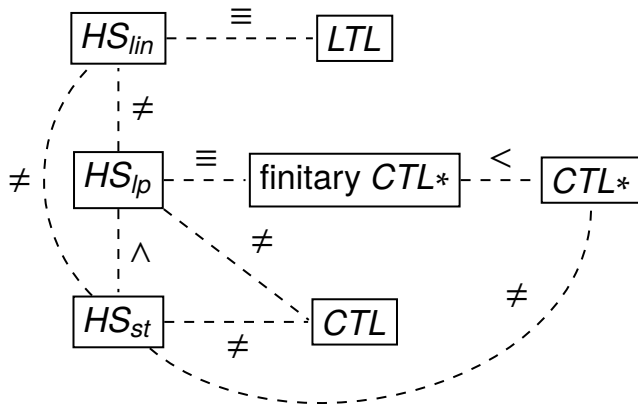 ≡
HS_lin LTL
≠
≡ <
≠ HS_lp finitary CTL* CTL*
∧ ≠
≠
HS_st CTL
≠